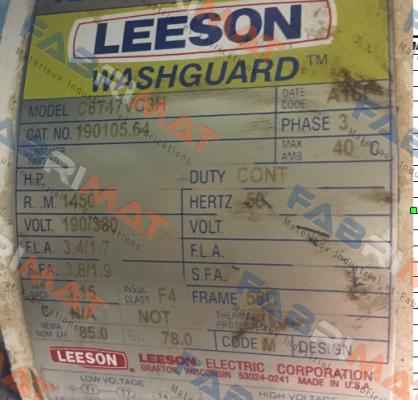 LEESON
WASHGUARD™
MODEL C6T47VC3H
DATE CODE
CAT. NO. 190105.64
PHASE 3
CUSTOMER PART NO.
MAX AMB 40 C
H.P.
DUTY CONT
R. M. 1450
HERTZ 50
VOLT. 190/380
VOLT.
F.L.A. 3.4/1.7
F.L.A.
S.F.A. 3.8/1.9
S.F.A.
INSUL CLASS F4
FRAME
N/A
NOT
NEMA NOM EFF 85.0
78.0
CODE M
DESIGN
LEESON LEESON ELECTRIC CORPORATION
GRAFTON, WISCONSIN 53024-0241 MADE IN U.S.A.
LOW VOLTAGE
HIGH VOLTAGE
FABRIMAT